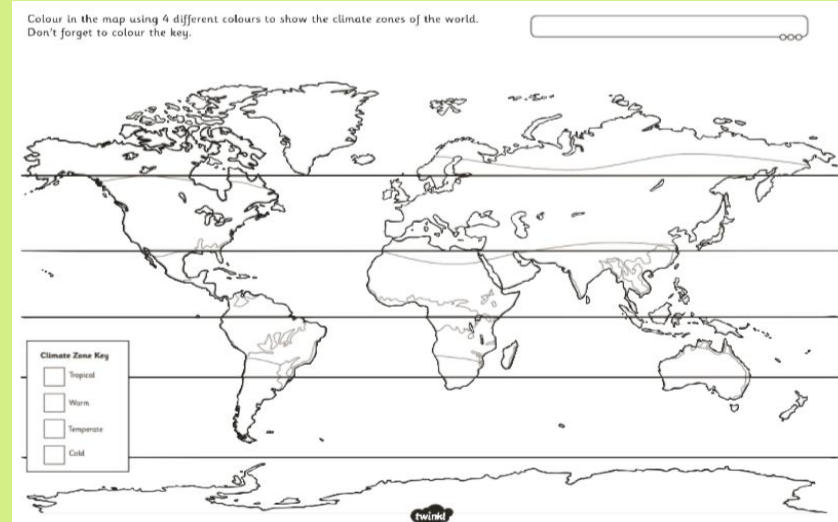 Colour in the map using 4 different colours to show the climate zones of the world.
Don't forget to colour the key.
Climate Zone Key
Tropical
Warm
Temperate
Cold
twinkl